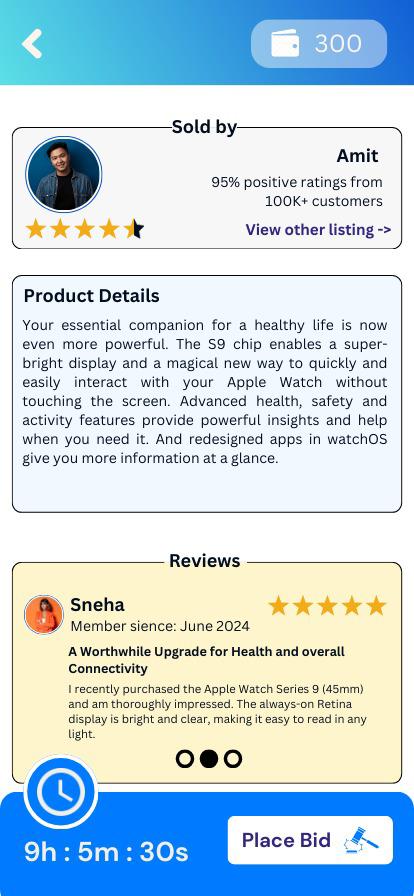 300
Sold by
Amit
95% positive ratings from
100K+ customers
View other listing ->
Product Details
Your essential companion for a healthy life is now
even more powerful. The S9 chip enables a super-
bright display and a magical new way to quickly and
easily interact with your Apple Watch without
touching the screen. Advanced health, safety and
activity features provide powerful insights and help
when you need it. And redesigned apps in watchOS
give you more information at a glance.
Reviews
Sneha
Member sience: June 2024
A Worthwhile Upgrade for Health and overall
Connectivity
I recently purchased the Apple Watch Series 9 (45mm)
and am thoroughly impressed. The always-on Retina
display is bright and clear, making it easy to read in any
light.
9h : 5m : 30s
Place Bid